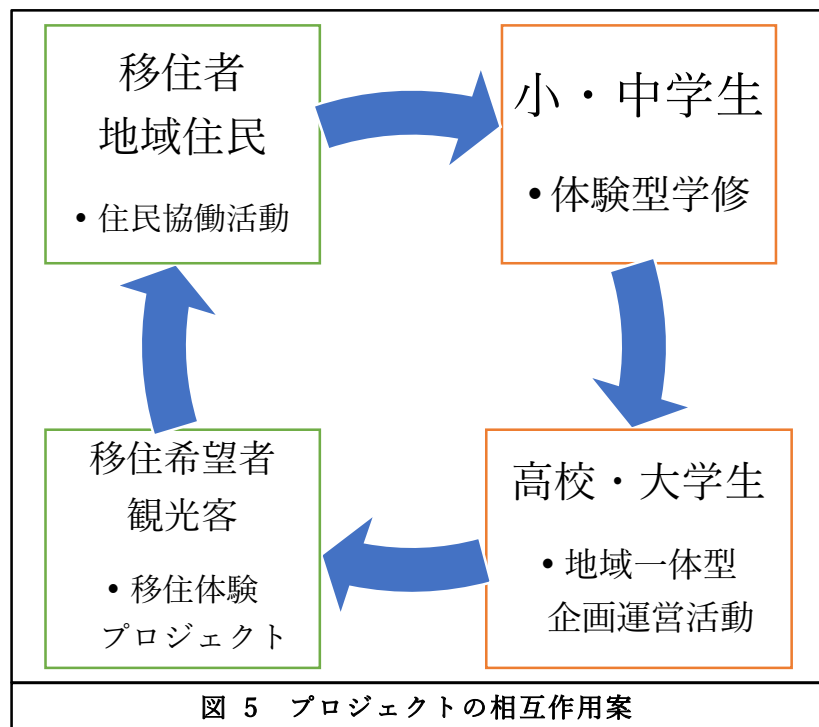 移住者
地域住民
• 住民協働活動
小・中学生
• 体験型学修
高校・大学生
• 地域一体型
企画運営活動
移住希望者
観光客
• 移住体験
プロジェクト
図 5 プロジェクトの相互作用案